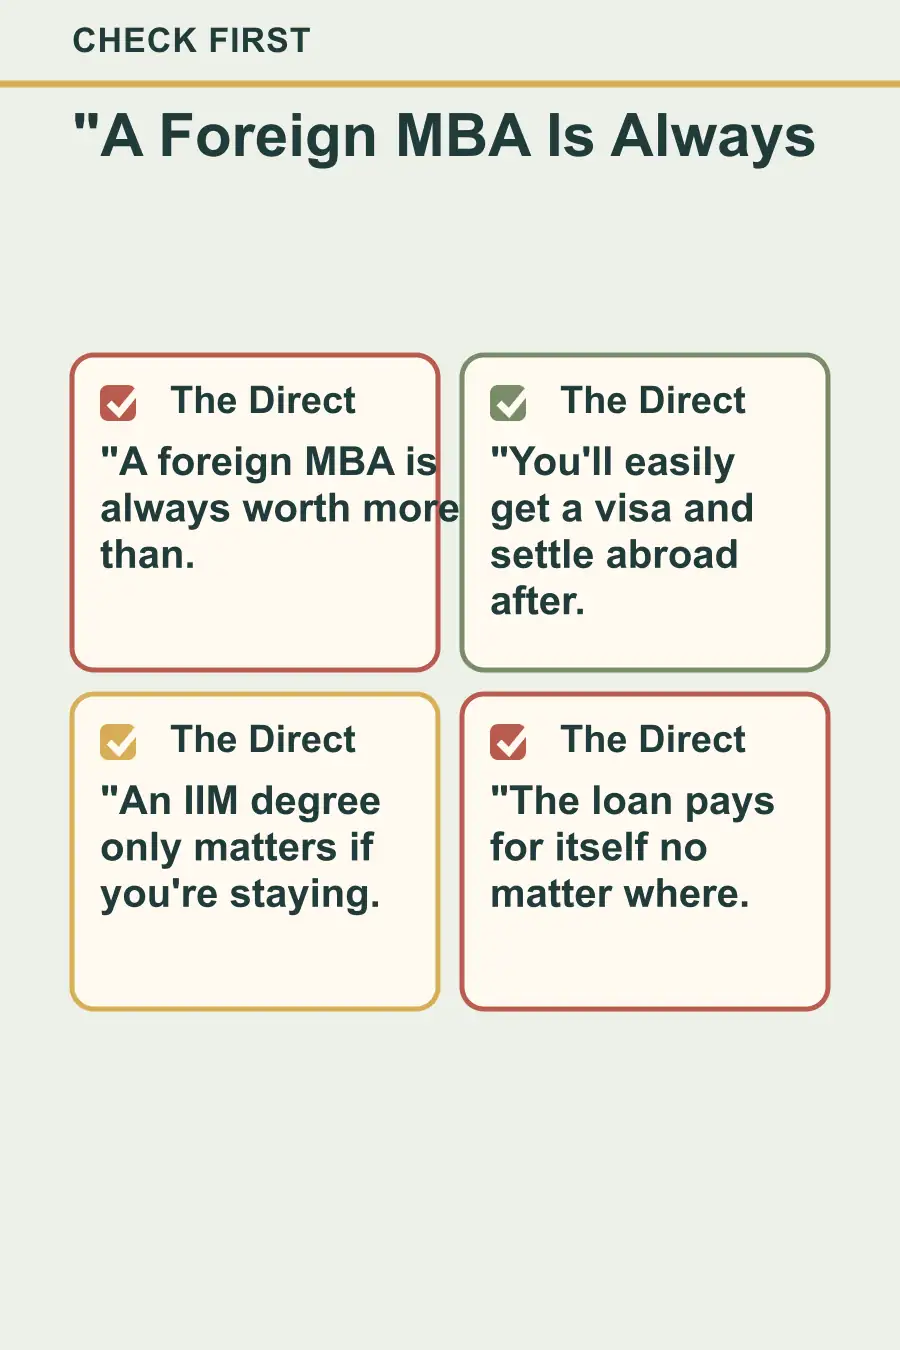 CHECK FIRST
"A Foreign MBA Is Always
The Direct
"A foreign MBA is
always worth more
than.
The Direct
"You'll easily
get a visa and
settle abroad
after.
The Direct
"An IIM degree
only matters if
you're staying.
The Direct
"The loan pays
for itself no
matter where.